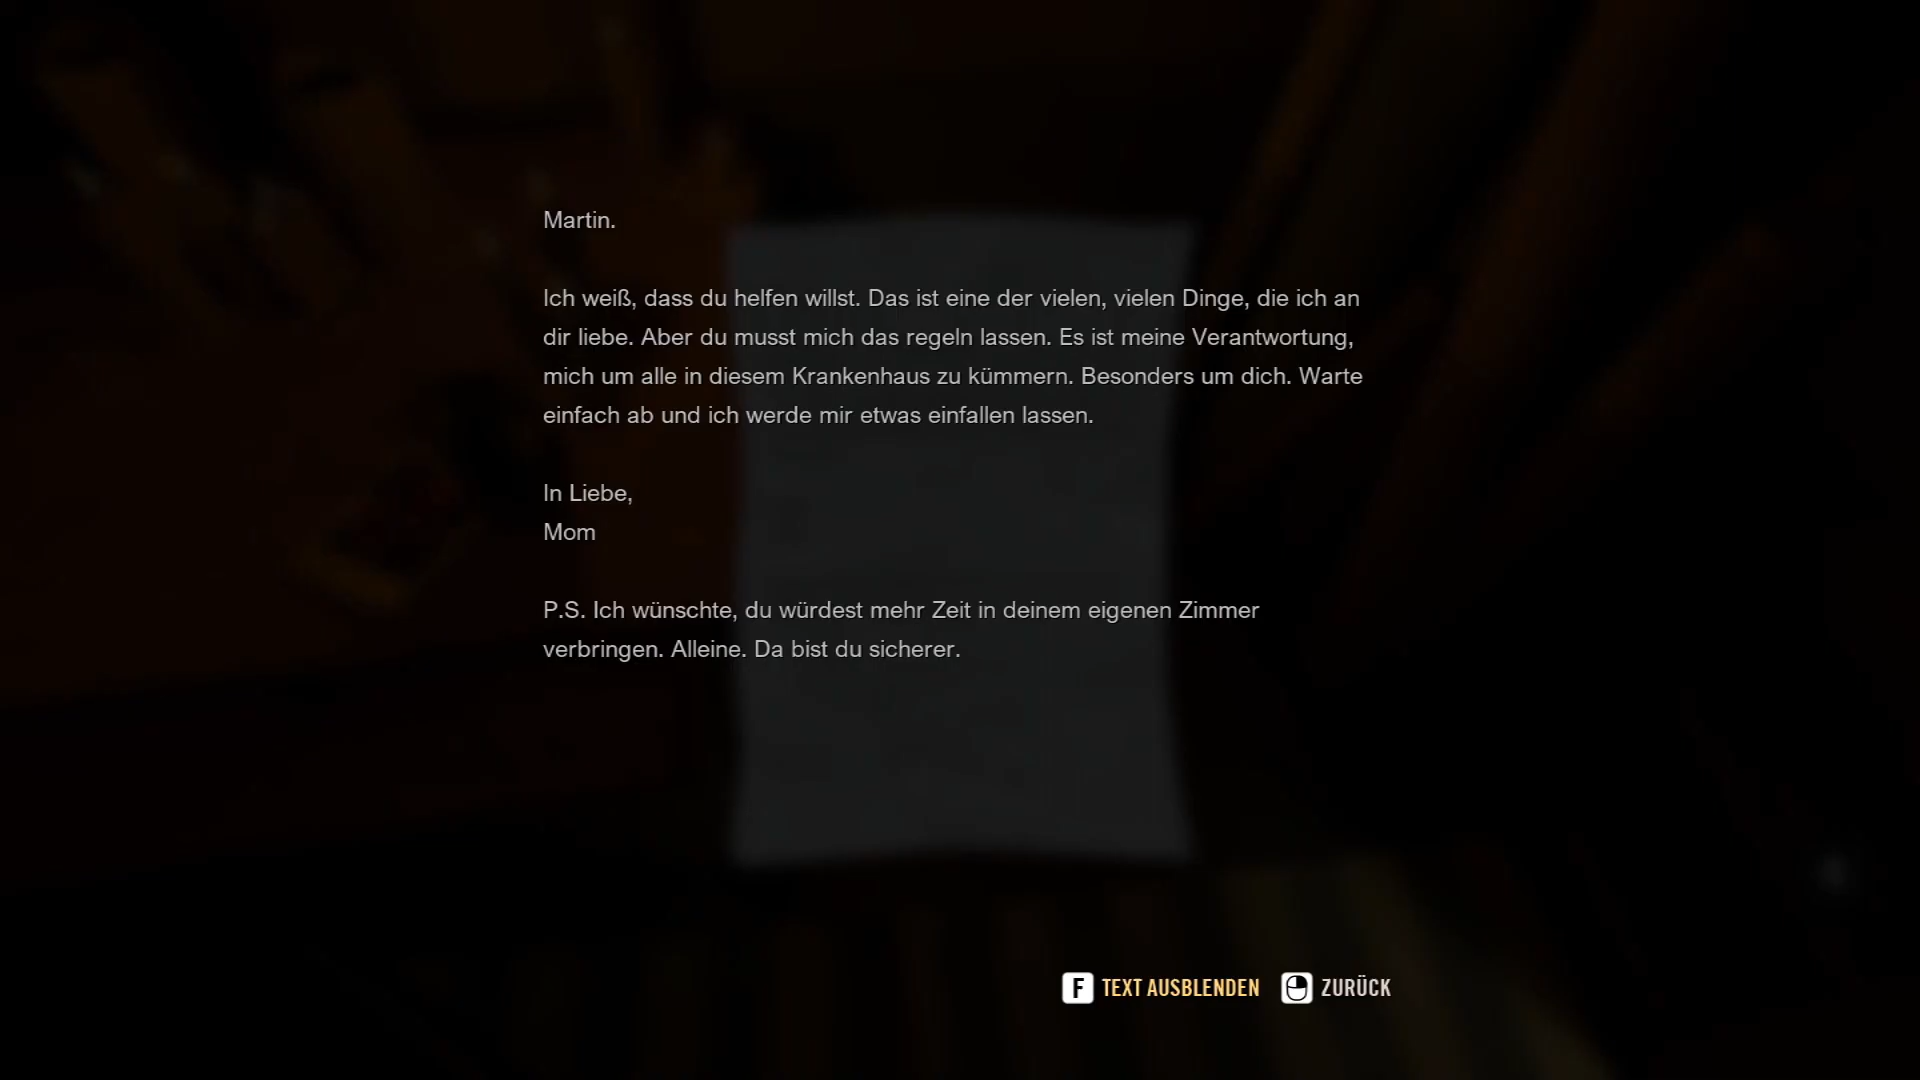 Martin.
Ich weiß, dass du helfen willst. Das ist eine der vielen, vielen Dinge, die ich an
dir liebe. Aber du musst mich das regeln lassen. Es ist meine Verantwortung,
mich um alle in diesem Krankenhaus zu kümmern. Besonders um dich. Warte
einfach ab und ich werde mir etwas einfallen lassen.
In Liebe,
Mom
P.S. Ich wünschte, du würdest mehr Zeit in deinem eigenen Zimmer
verbringen. Alleine. Da bist du sicherer.
F TEXT AUSBLENDEN ZURÜCK